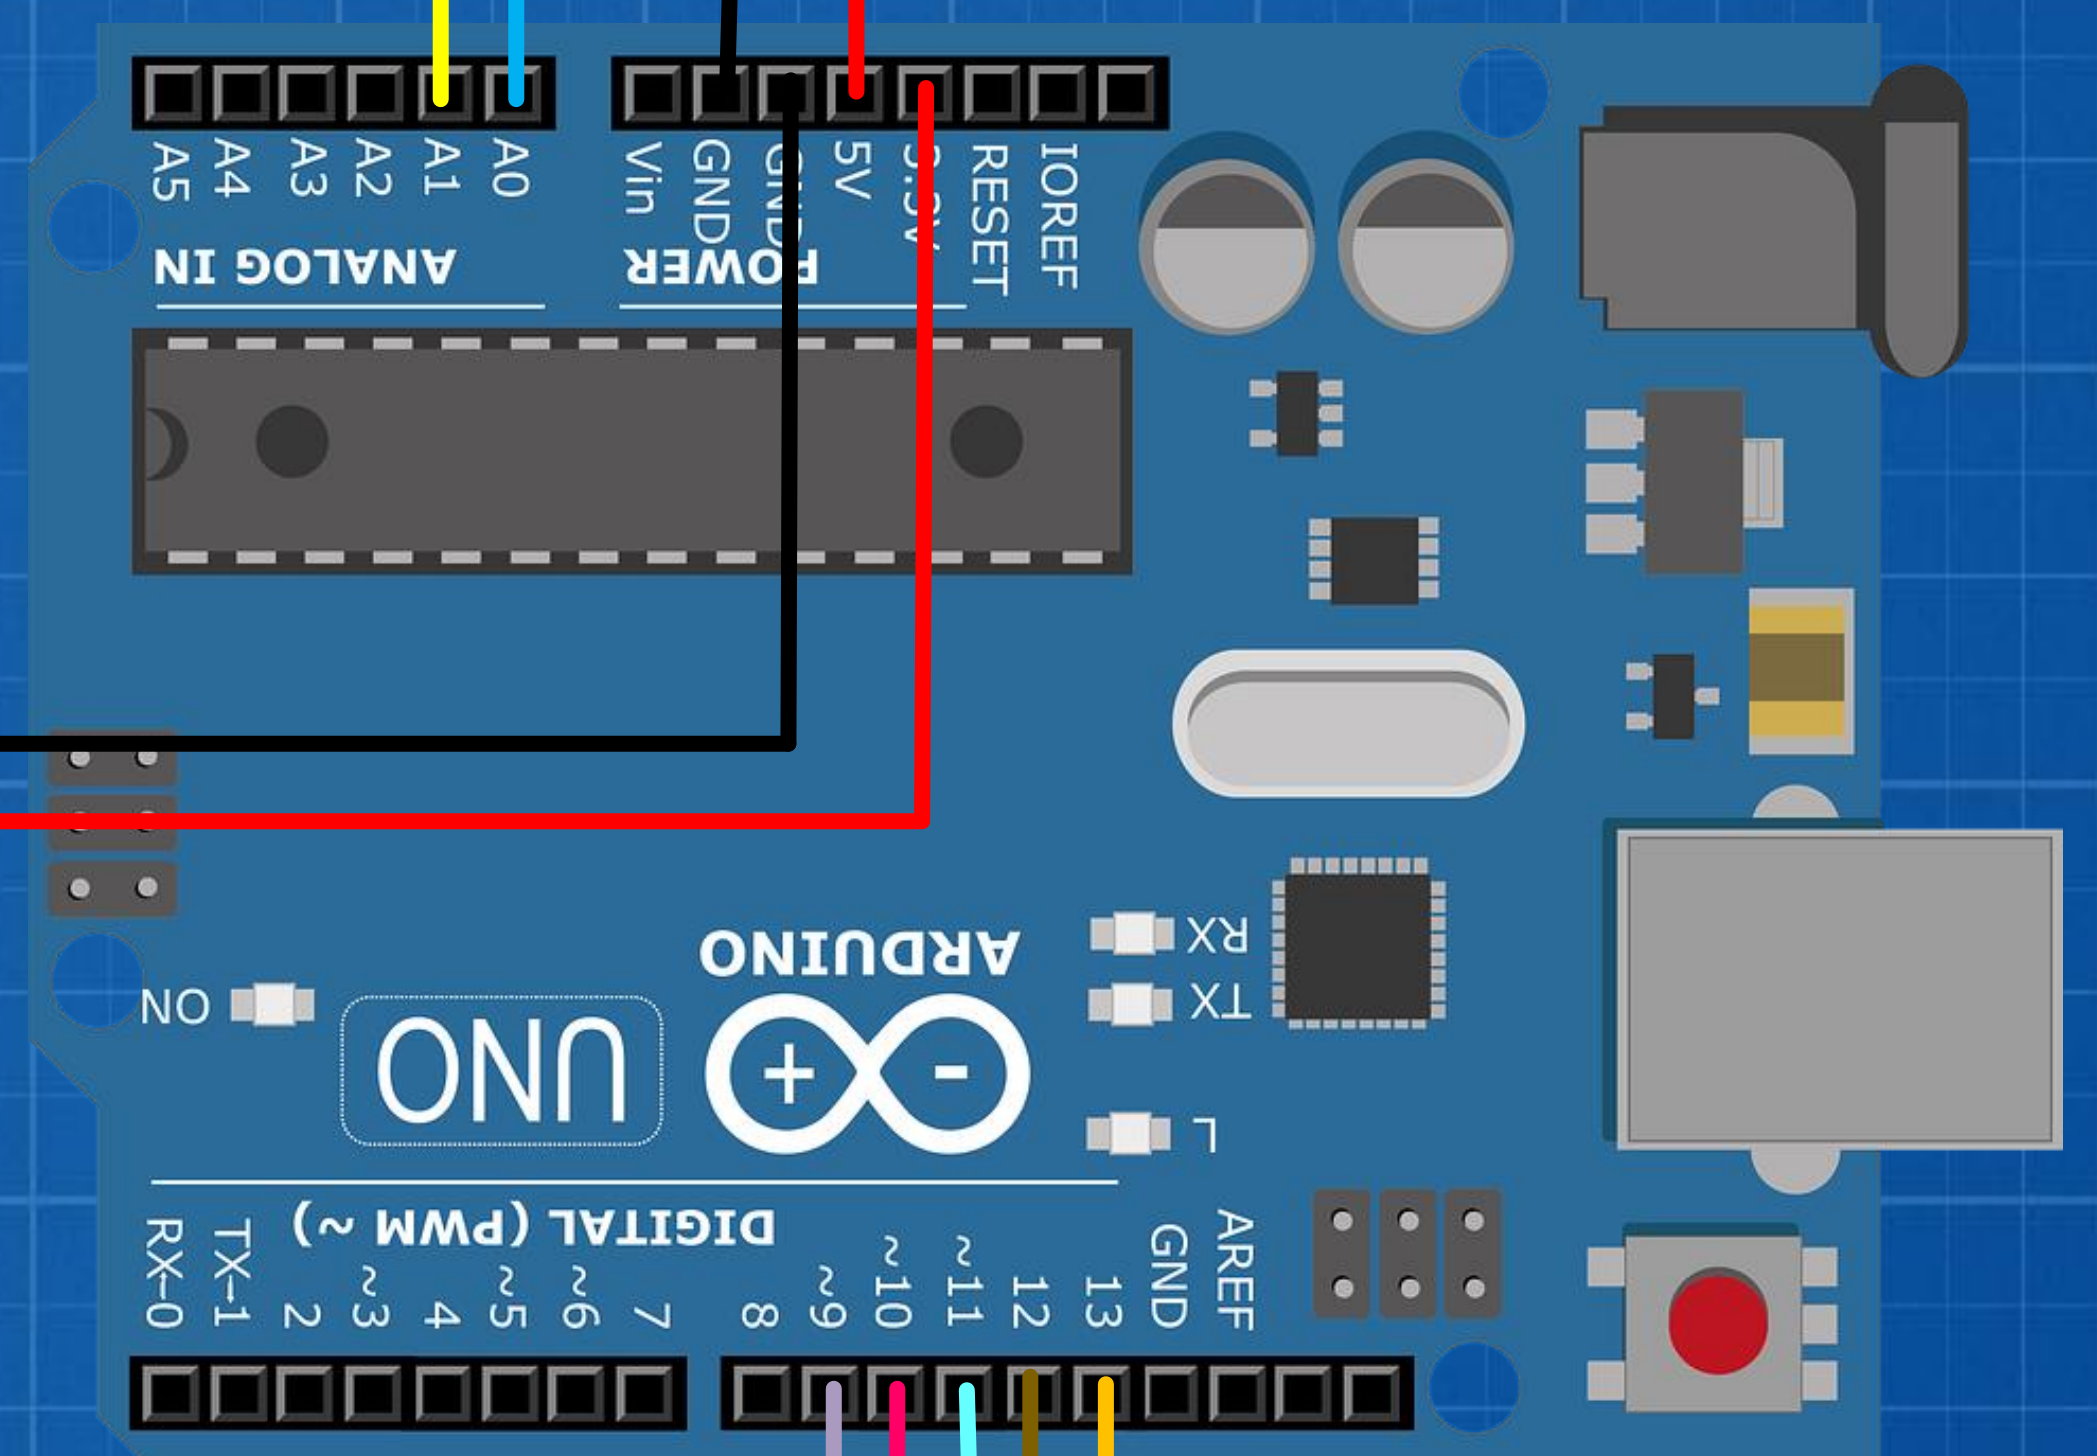 A5 A4 A3 A2 A1 A0 Vin GND GND 5V 3.3V RESET IOREF
ANALOG IN POWER
ARDUINO RX
TX
ON UNO + -
L
DIGITAL (PWM ~)
RX←0 TX→1 2 ~3 4 ~5 ~6 7 8 ~9 ~10 ~11 12 13 GND AREF